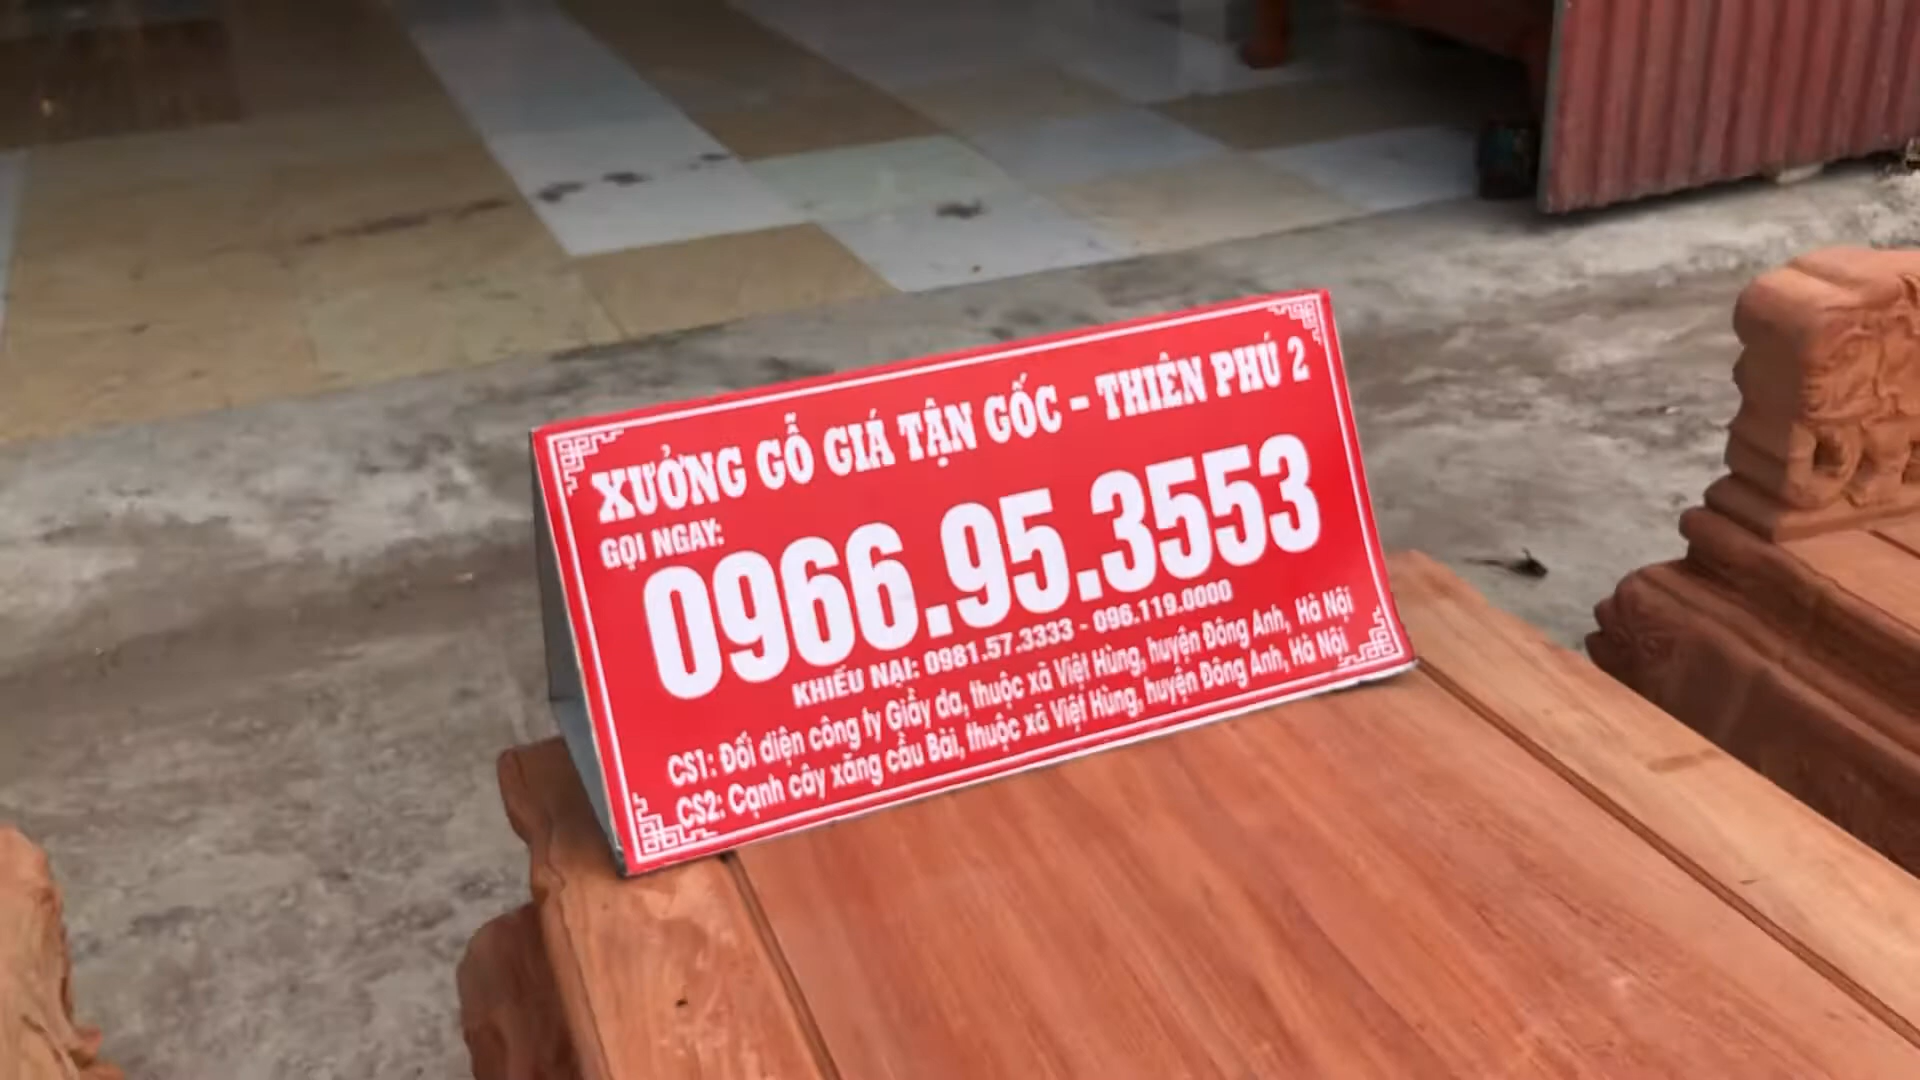 XƯỞNG GỖ GIÁ TẬN GỐC - THIÊN PHÚ 2
GỌI NGAY:
0966.95.3553
KHIẾU NẠI: 0981.57.3333 - 096.119.0000
CS1: Đối diện công ty Giầy da, thuộc xã Việt Hùng, huyện Đông Anh, Hà Nội
CS2: Cạnh cây xăng cầu Bài, thuộc xã Việt Hùng, huyện Đông Anh, Hà Nội